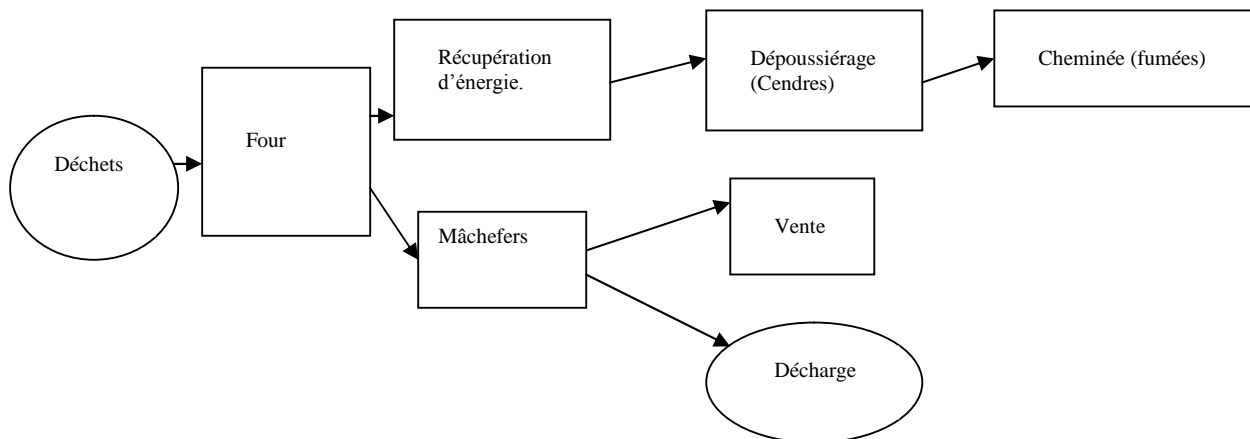 Déchets
Four
Récupération
d’énergie.
Dépoussiérage
(Cendres)
Cheminée (fumées)
Mâchefers
Vente
Décharge